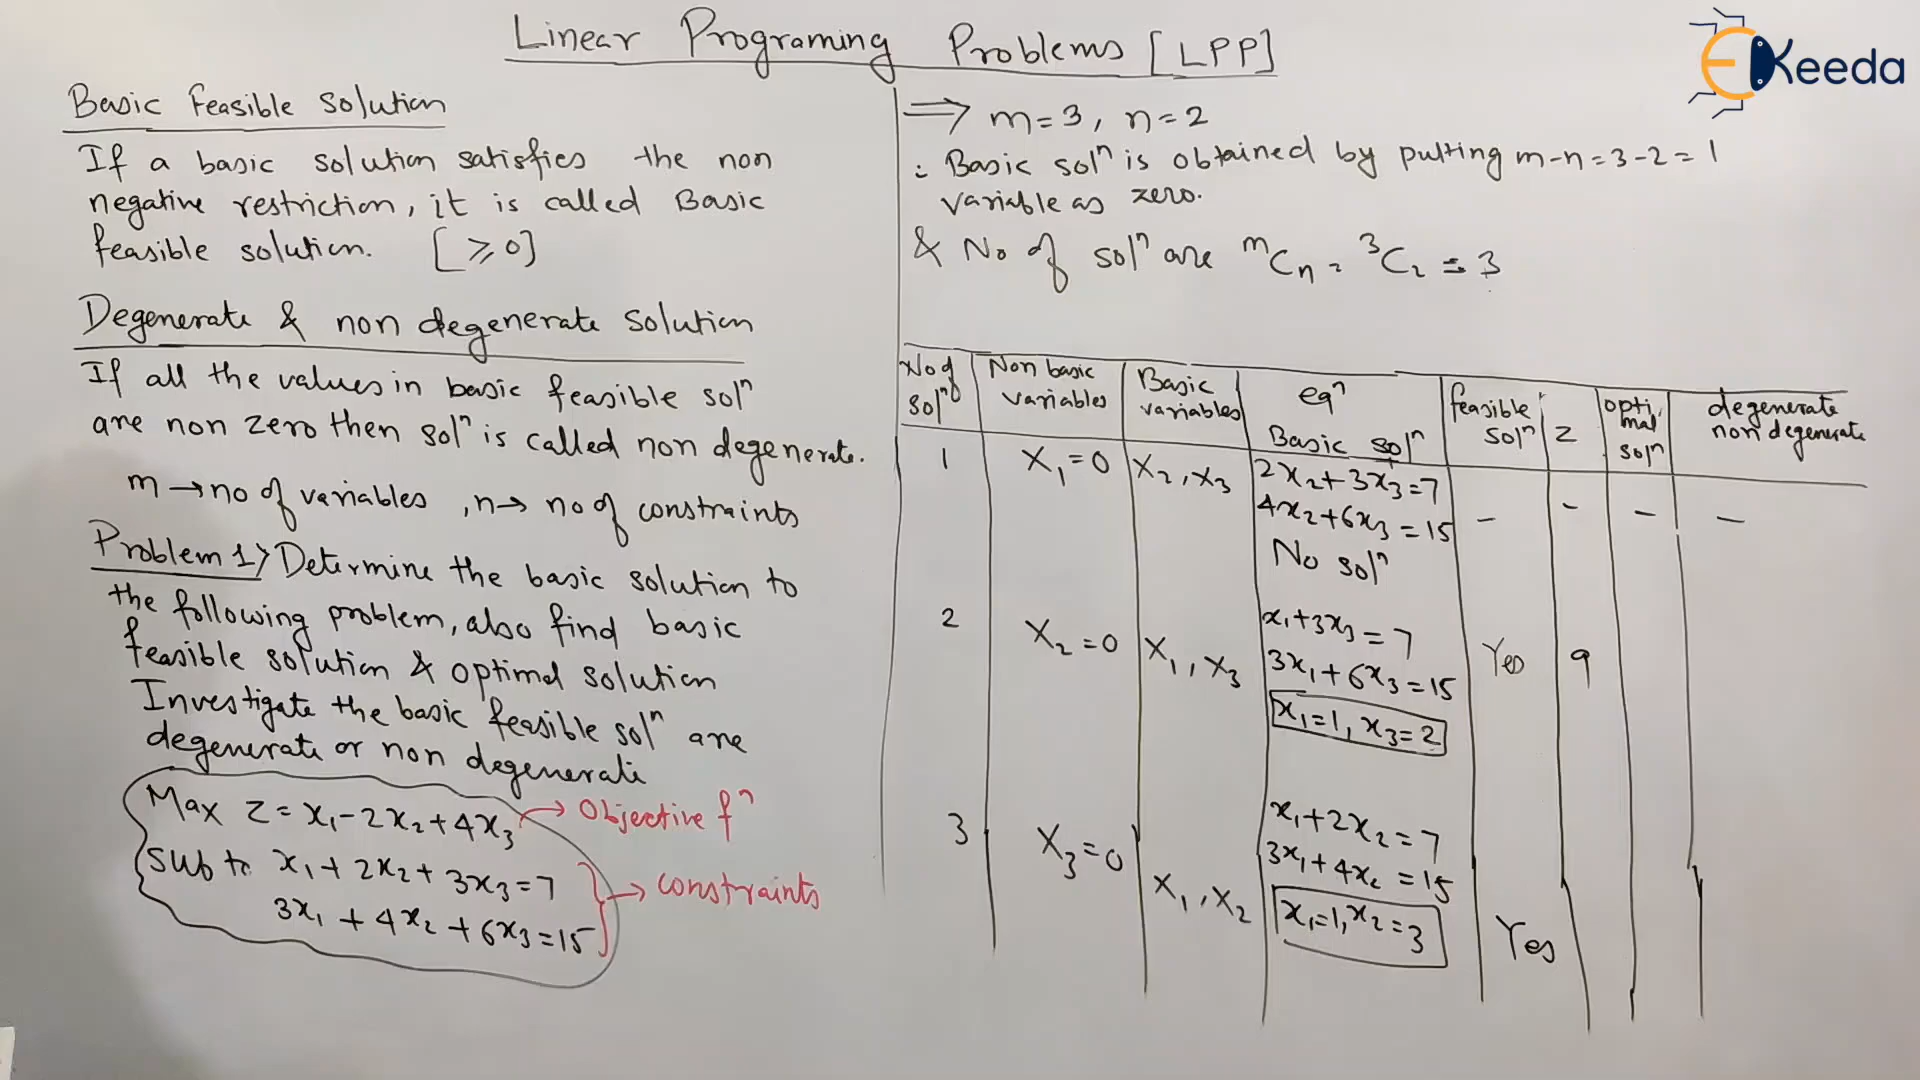 Linear Programing Problems [LPP]
EKeeda
Basic Feasible Solution
If a basic solution satisfies the non
negative restriction, it is called Basic
feasible solution. [≥0]
Degenerate & non degenerate Solution
If all the values in basic feasible solⁿ
are non zero then solⁿ is called non degenerate.
m → no of variables, n → no of constraints
Problem 1) Determine the basic solution to
the following problem, also find basic
feasible solution & optimal solution
Investigate the basic feasible solⁿ are
degenerate or non degenerate
Max Z = x₁ - 2x₂ + 4x₃ → Objective fⁿ
Sub to x₁ + 2x₂ + 3x₃ = 7
3x₁ + 4x₂ + 6x₃ = 15
→ constraints
⇒ m = 3, n = 2
∴ Basic solⁿ is obtained by putting m-n = 3-2 = 1
variable as zero.
& No of solⁿ are ᵐCₙ = ³C₂ = 3
No of solⁿ
Non basic variables
Basic variables
eqⁿ Basic solⁿ
feasible solⁿ
Z
optimal solⁿ
degenerate non degenerate
1 X₁=0 X₂, X₃ 2x₂+3x₃=7
4x₂+6x₃=15 - - - -
No solⁿ
2 X₂=0 X₁, X₃ x₁+3x₃=7
3x₁+6x₃=15 Yes 9
x₁=1, x₃=2
3 X₃=0 X₁, X₂ x₁+2x₂=7
3x₁+4x₂=15
x₁=1, x₂=3 Yes